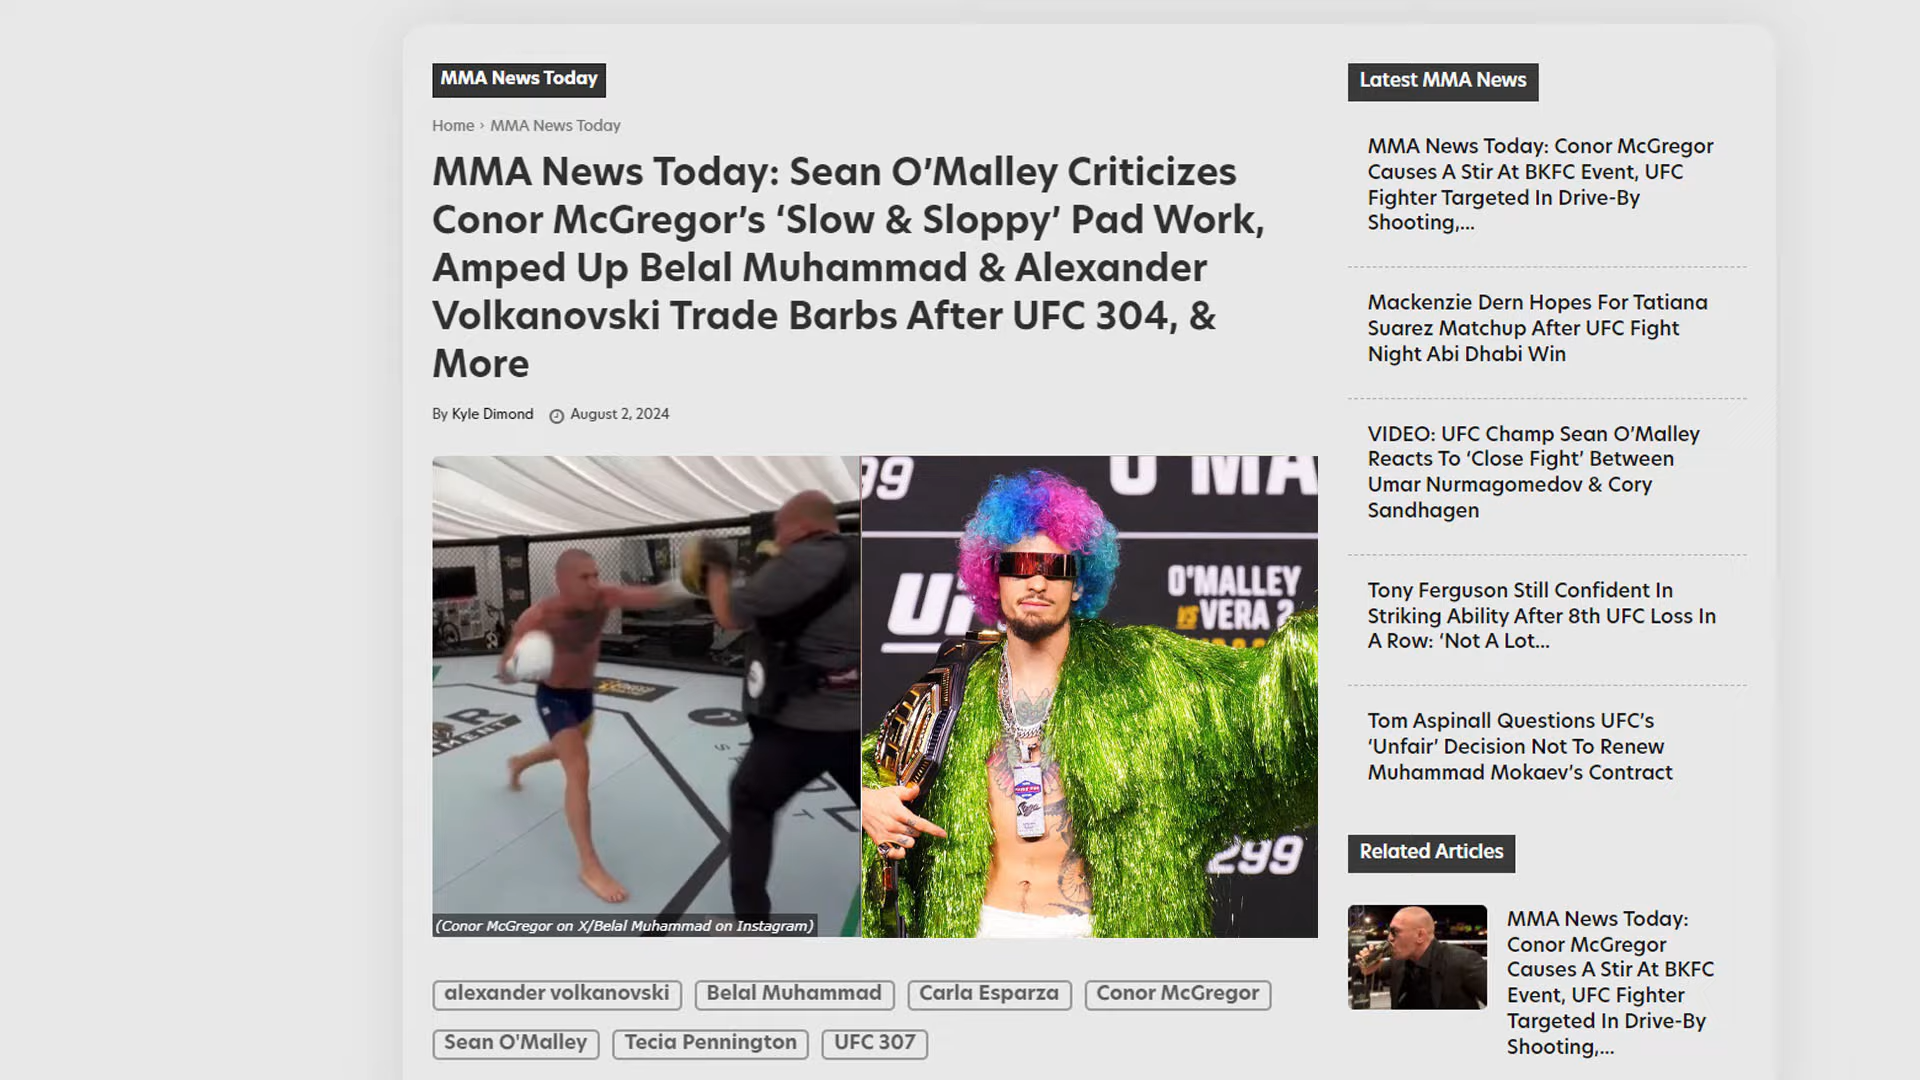 MMA News Today
Home › MMA News Today
MMA News Today: Sean O’Malley Criticizes
Conor McGregor’s ‘Slow & Sloppy’ Pad Work,
Amped Up Belal Muhammad & Alexander
Volkanovski Trade Barbs After UFC 304, &
More
By Kyle Dimond August 2, 2024
99
O'MALLEY
VS VERA 2
299
(Conor McGregor on X/Belal Muhammad on Instagram)
alexander volkanovski
Belal Muhammad
Carla Esparza
Conor McGregor
Sean O'Malley
Tecia Pennington
UFC 307
Latest MMA News
MMA News Today: Conor McGregor
Causes A Stir At BKFC Event, UFC
Fighter Targeted In Drive-By
Shooting,...
Mackenzie Dern Hopes For Tatiana
Suarez Matchup After UFC Fight
Night Abi Dhabi Win
VIDEO: UFC Champ Sean O’Malley
Reacts To ‘Close Fight’ Between
Umar Nurmagomedov & Cory
Sandhagen
Tony Ferguson Still Confident In
Striking Ability After 8th UFC Loss In
A Row: ‘Not A Lot...
Tom Aspinall Questions UFC’s
‘Unfair’ Decision Not To Renew
Muhammad Mokaev’s Contract
Related Articles
MMA News Today:
Conor McGregor
Causes A Stir At BKFC
Event, UFC Fighter
Targeted In Drive-By
Shooting,...